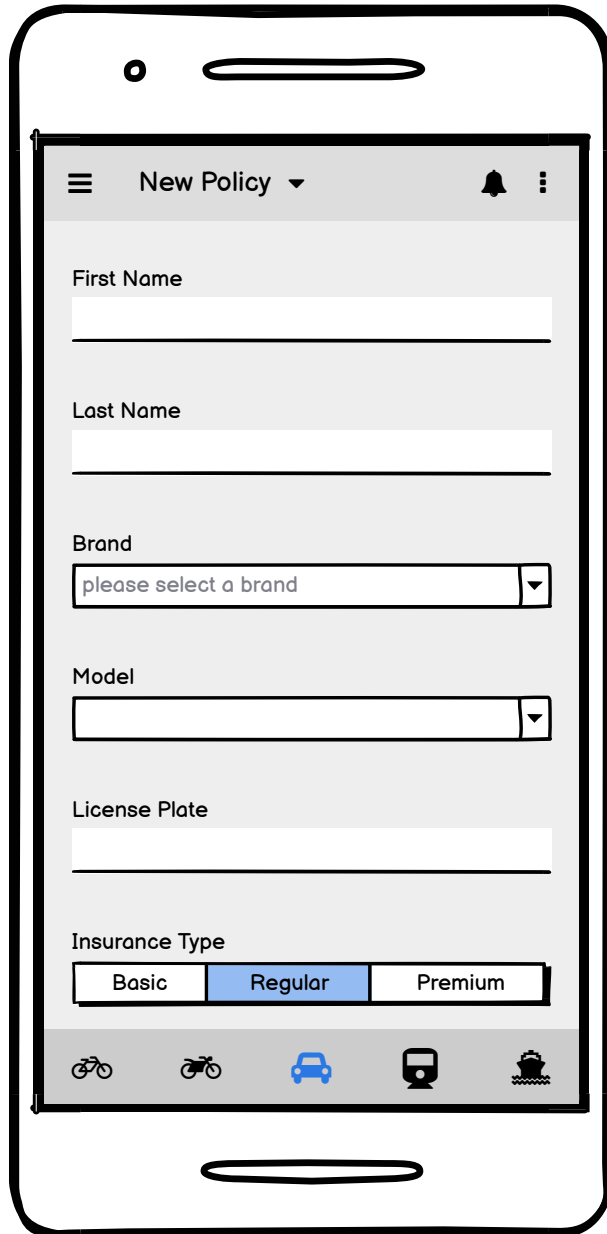 New Policy
First Name
Last Name
Brand
please select a brand
Model
License Plate
Insurance Type
Basic Regular Premium